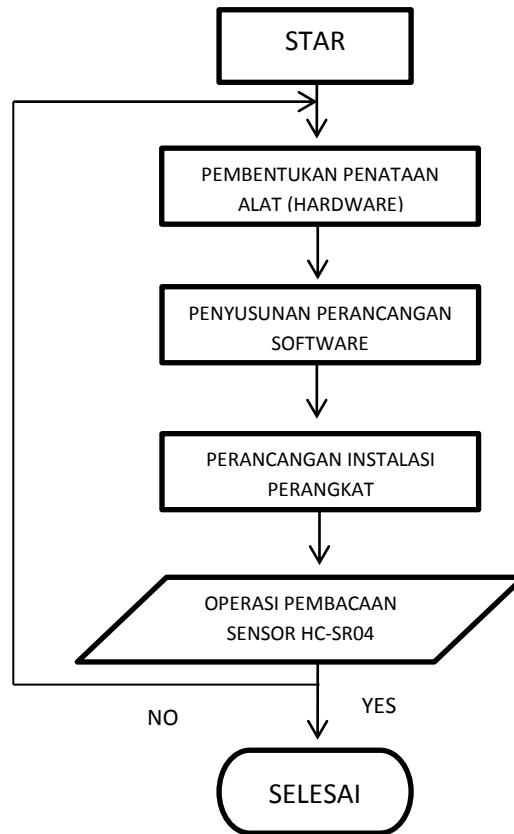 STAR
PEMBENTUKAN PENATAAN
ALAT (HARDWARE)
PENYUSUNAN PERANCANGAN
SOFTWARE
PERANCANGAN INSTALASI
PERANGKAT
OPERASI PEMBACAAN
SENSOR HC-SR04
NO
YES
SELESAI